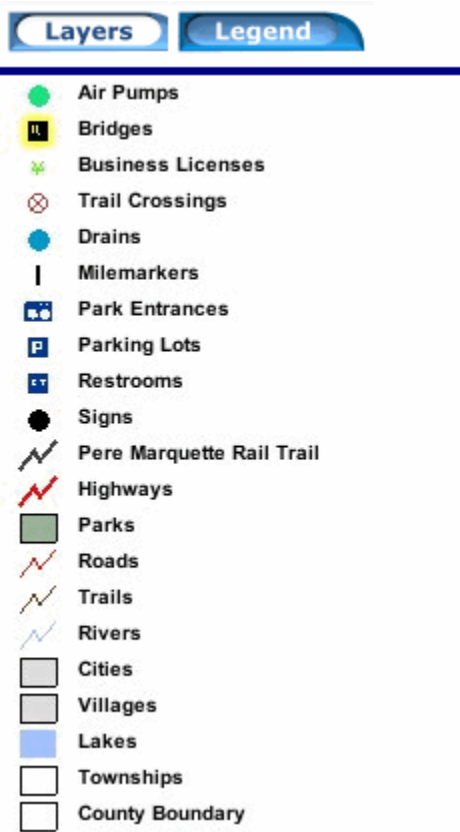 Layers Legend
Air Pumps
Bridges
Business Licenses
Trail Crossings
Drains
Milemarkers
Park Entrances
P Parking Lots
Restrooms
Signs
Pere Marquette Rail Trail
Highways
Parks
Roads
Trails
Rivers
Cities
Villages
Lakes
Townships
County Boundary